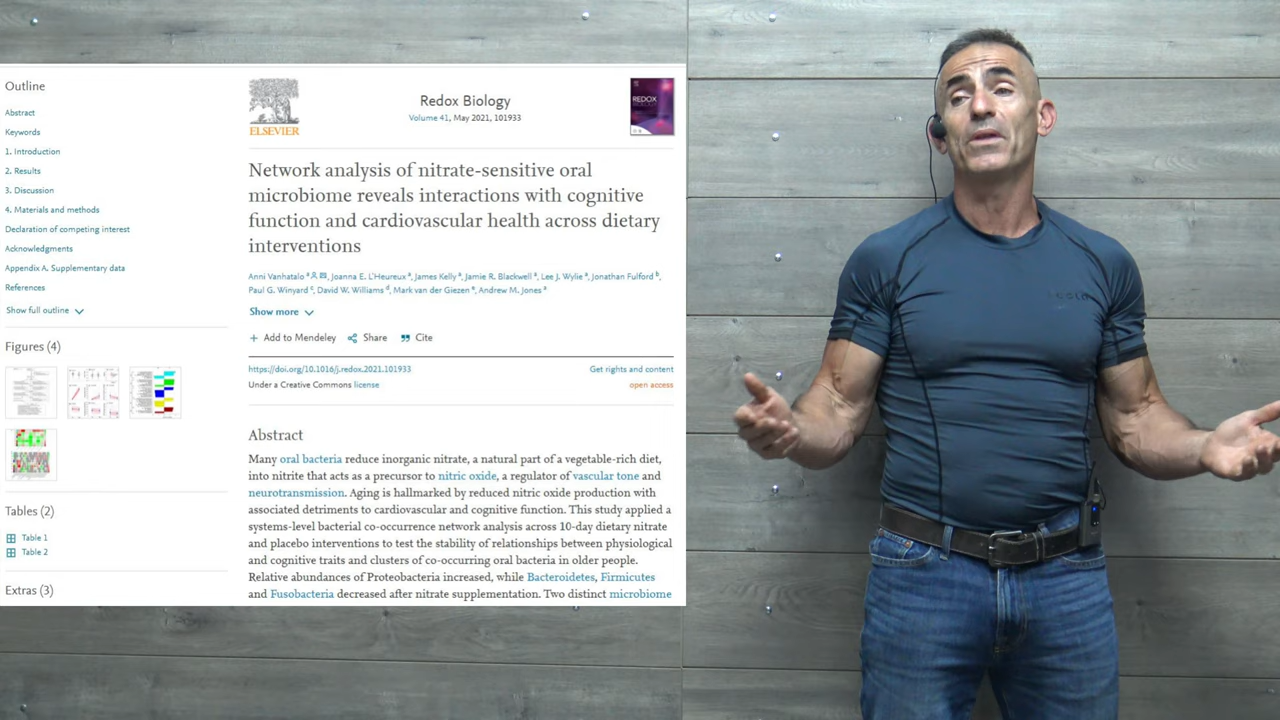 Outline
Abstract
Keywords
1. Introduction
2. Results
3. Discussion
4. Materials and methods
Declaration of competing interest
Acknowledgments
Appendix A. Supplementary data
References
Show full outline
Figures (4)
Tables (2)
Table 1
Table 2
Extras (3)
ELSEVIER
Redox Biology
Volume 41, May 2021, 101933
REDOX
Network analysis of nitrate-sensitive oral
microbiome reveals interactions with cognitive
function and cardiovascular health across dietary
interventions
Anni Vanhatalo a, Joanna E. L'Heureux a, James Kelly a, Jamie R. Blackwell a, Lee J. Wylie a, Jonathan Fulford b,
Paul G. Winyard c, David W. Williams d, Mark van der Giezen e, Andrew M. Jones a
Show more
+ Add to Mendeley Share Cite
https://doi.org/10.1016/j.redox.2021.101933 Get rights and content
Under a Creative Commons license open access
Abstract
Many oral bacteria reduce inorganic nitrate, a natural part of a vegetable-rich diet,
into nitrite that acts as a precursor to nitric oxide, a regulator of vascular tone and
neurotransmission. Aging is hallmarked by reduced nitric oxide production with
associated detriments to cardiovascular and cognitive function. This study applied a
systems-level bacterial co-occurrence network analysis across 10-day dietary nitrate
and placebo interventions to test the stability of relationships between physiological
and cognitive traits and clusters of co-occurring oral bacteria in older people.
Relative abundances of Proteobacteria increased, while Bacteroidetes, Firmicutes
and Fusobacteria decreased after nitrate supplementation. Two distinct microbiome